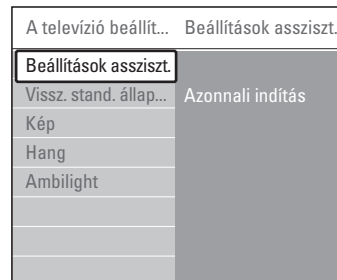 A televízió beállít... Beállítások assziszt.
Beállítások assziszt.
Vissz. stand. állap... Azonnali indítás
Kép
Hang
Ambilight